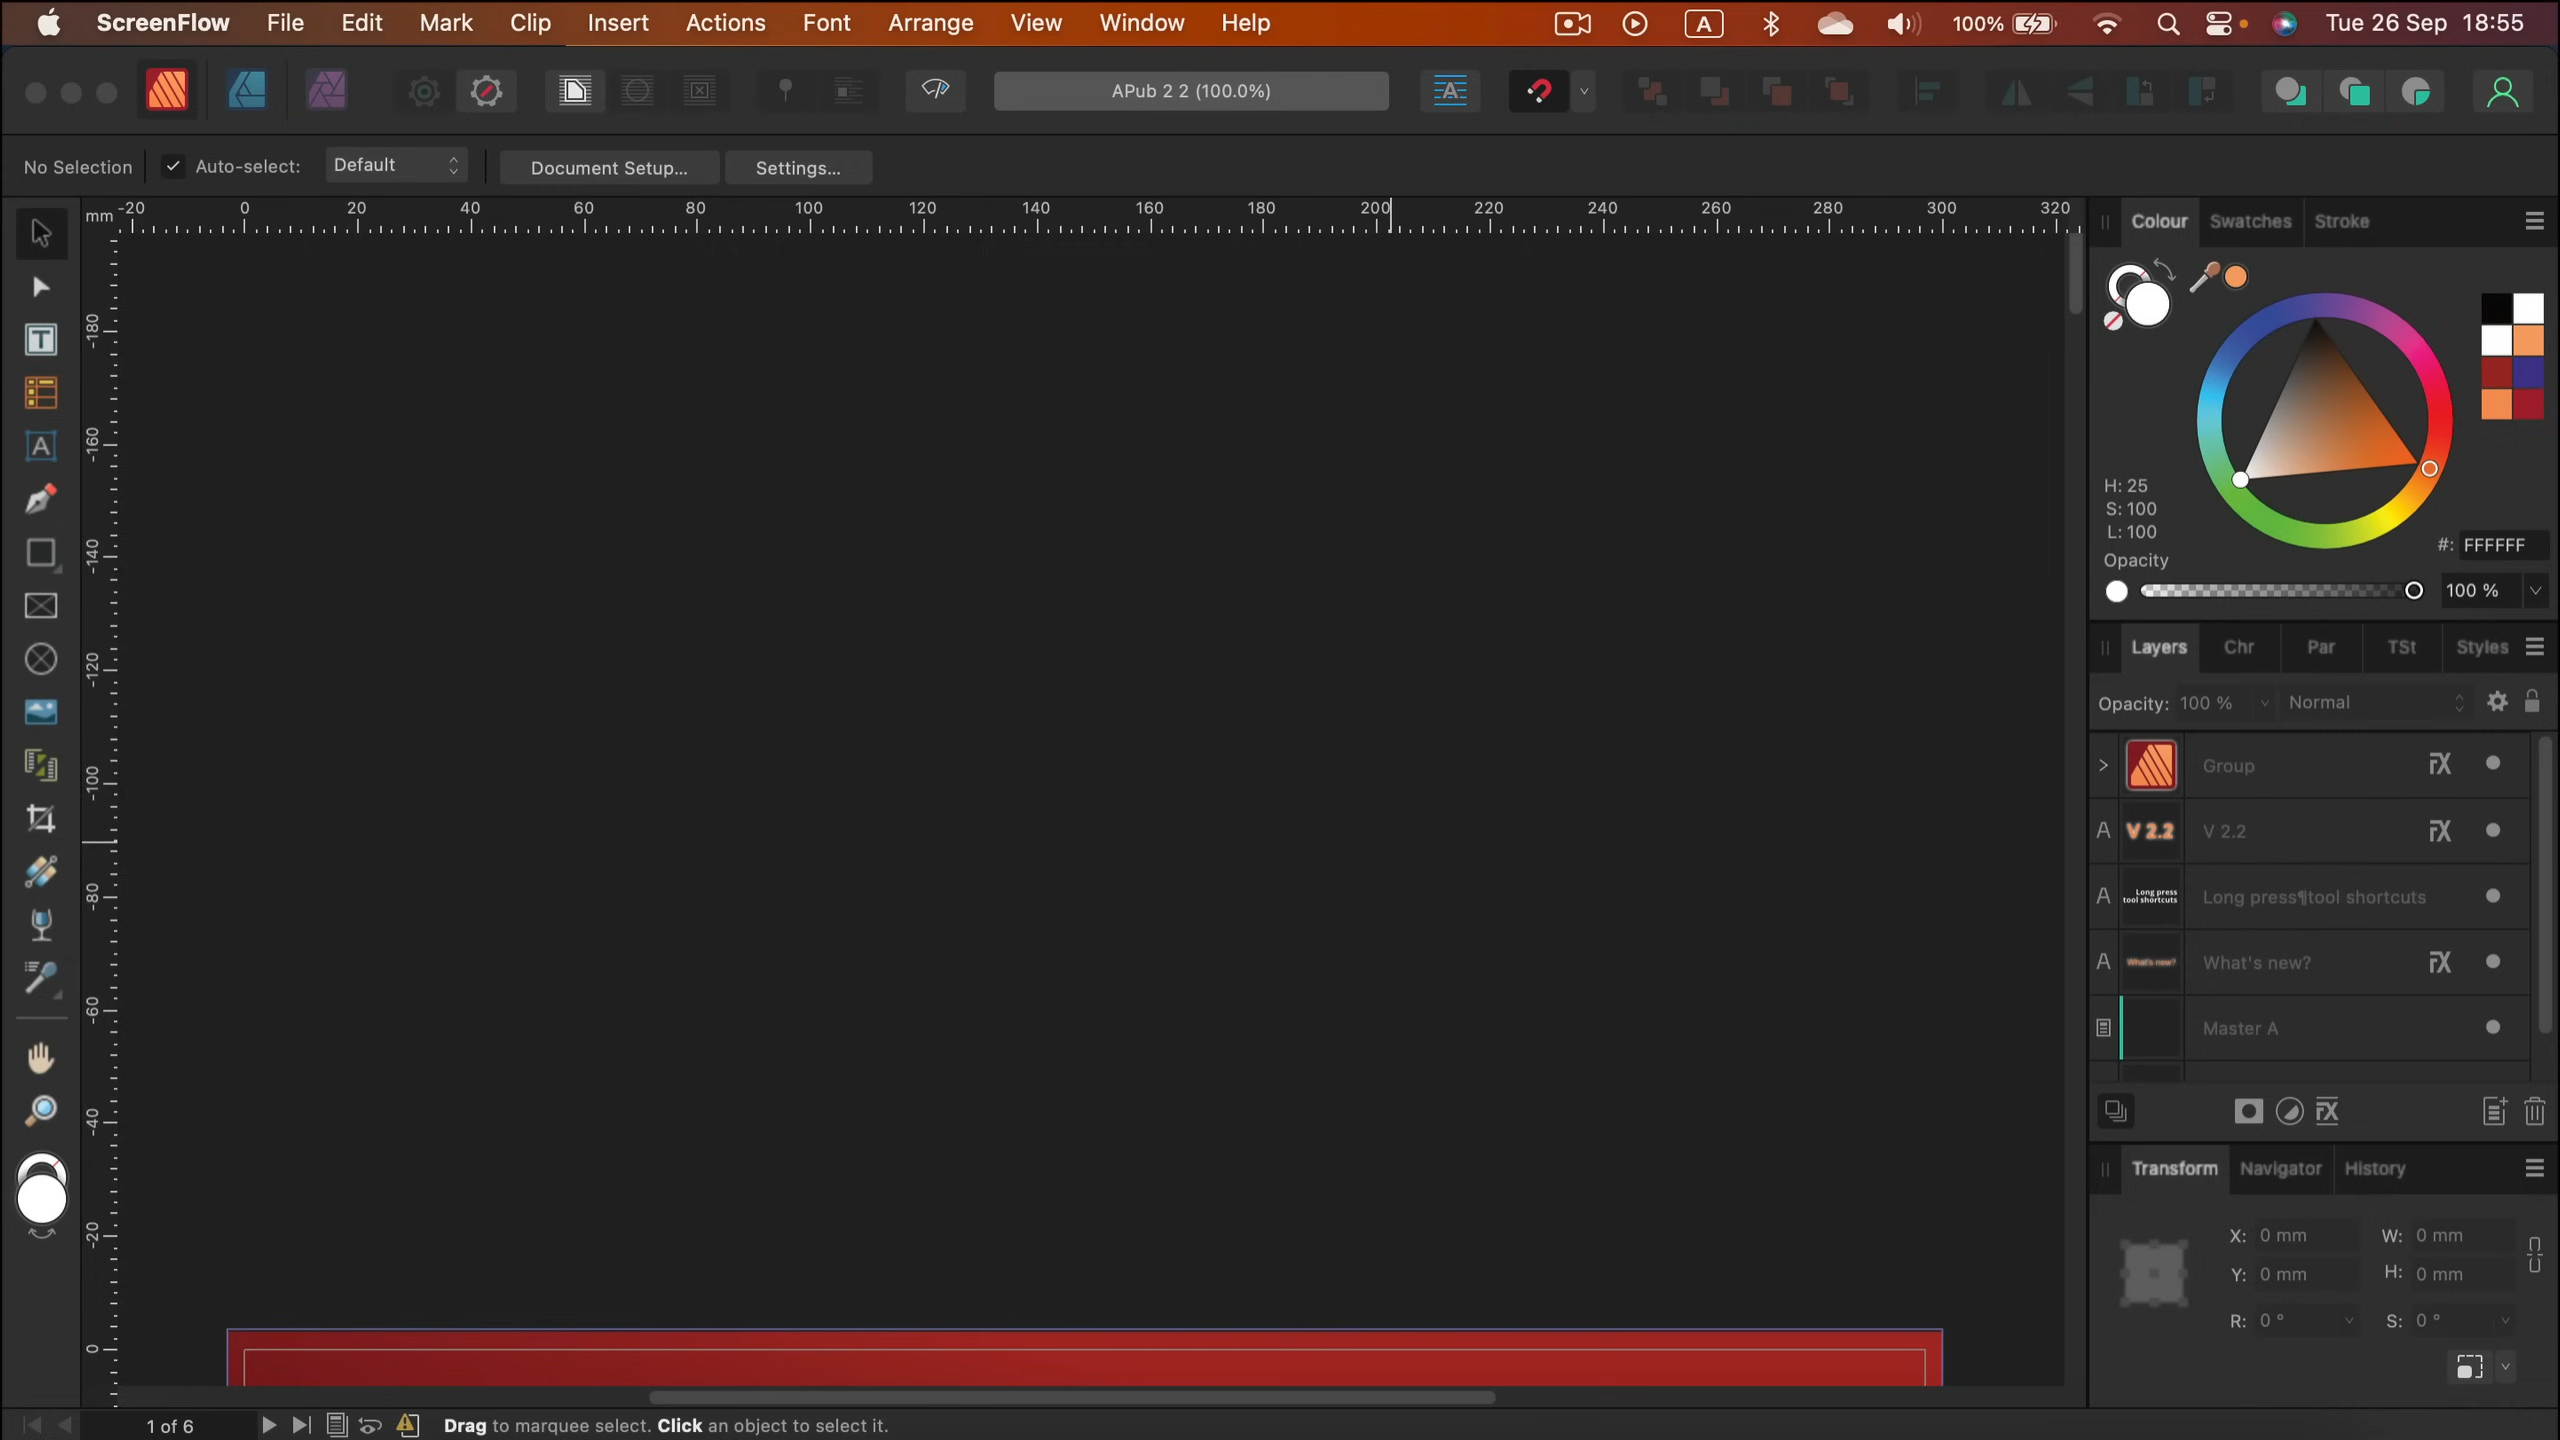 ScreenFlow File Edit Mark Clip Insert Actions Font Arrange View Window Help A 100% Tue 26 Sep 18:55
APub 2 2 (100.0%)
No Selection Auto-select: Default Document Setup... Settings...
mm -20 0 20 40 60 80 100 120 140 160 180 200 220 240 260 280 300 320
-180
-160
-140
-120
-100
-80
-60
-40
-20
0
Colour Swatches Stroke
H: 25
S: 100
L: 100
#: FFFFFF
Opacity
100 %
Layers Chr Par TSt Styles
Opacity: 100 % Normal
Group
A V 2.2 V 2.2
A Long press
tool shortcuts
Long press¶tool shortcuts
A What's new? What's new?
Master A
Transform Navigator History
X: 0 mm W: 0 mm
Y: 0 mm H: 0 mm
R: 0 ° S: 0 °
1 of 6 Drag to marquee select. Click an object to select it.